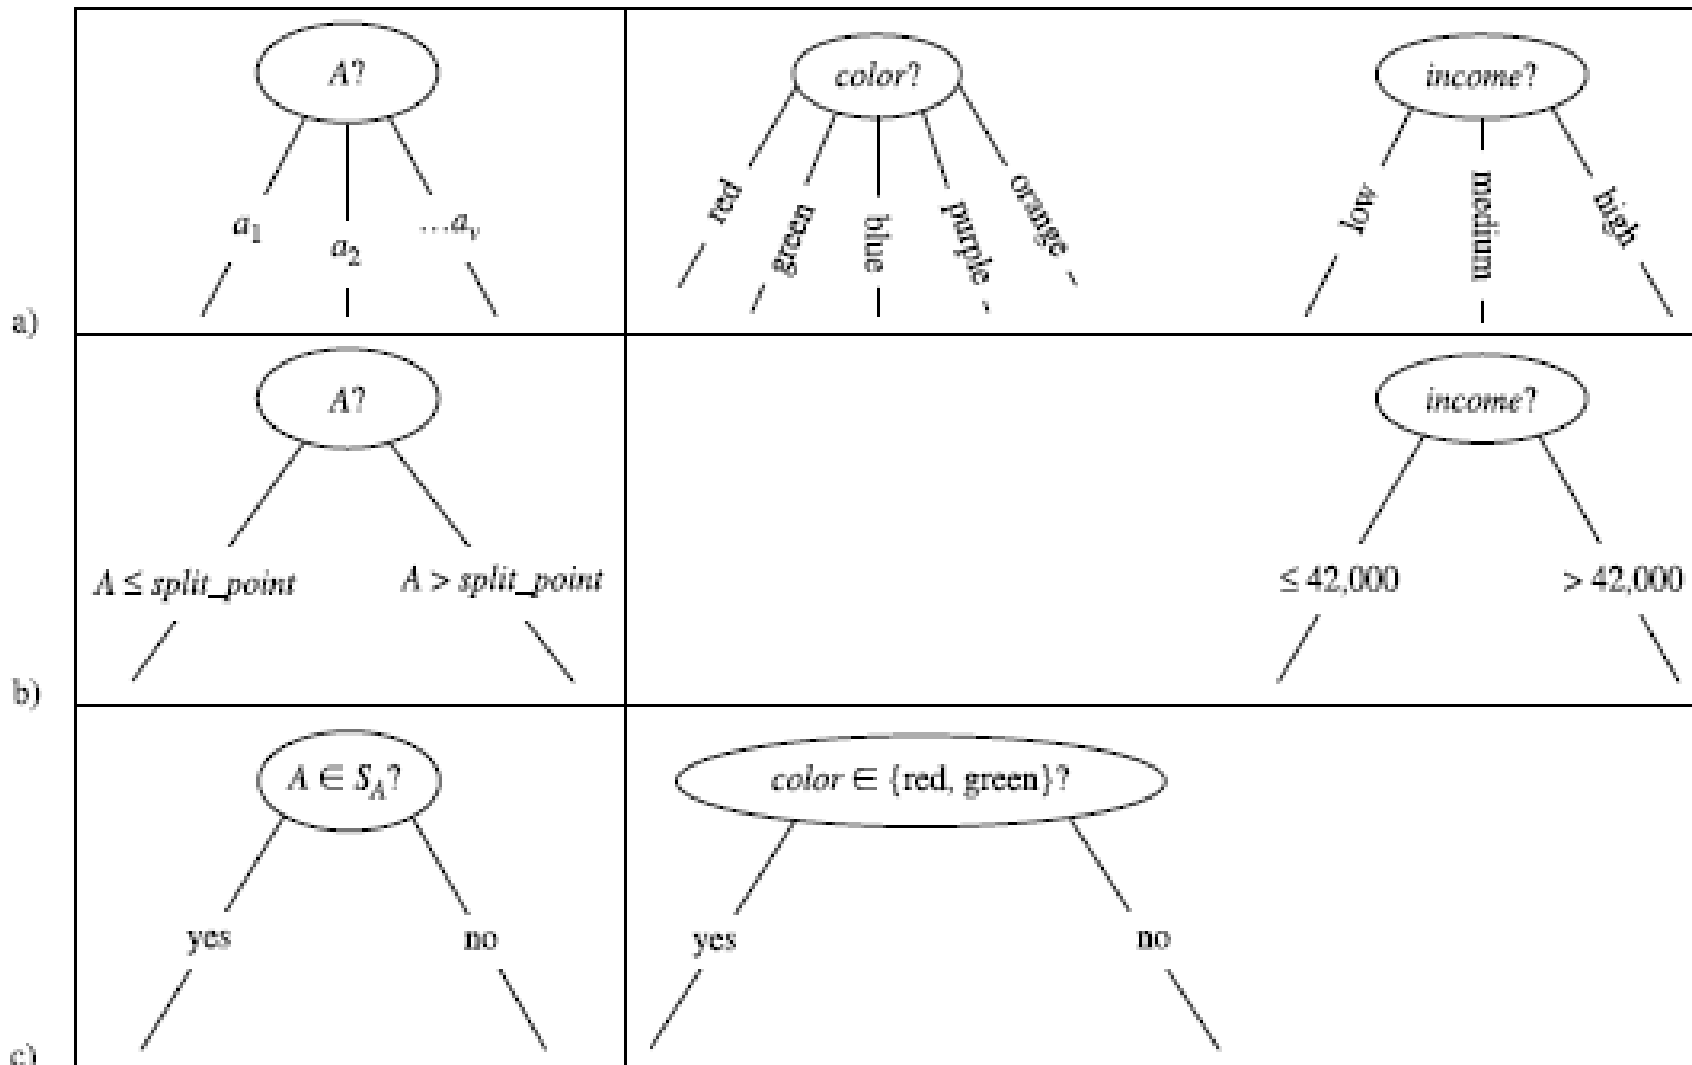 A?
a1
a2
...av
color?
red
green
blue
purple
orange
income?
low
medium
high
a)
A?
A ≤ split_point
A > split_point
income?
≤ 42,000
> 42,000
b)
A ∈ SA?
yes
no
color ∈ {red, green}?
yes
no
c)